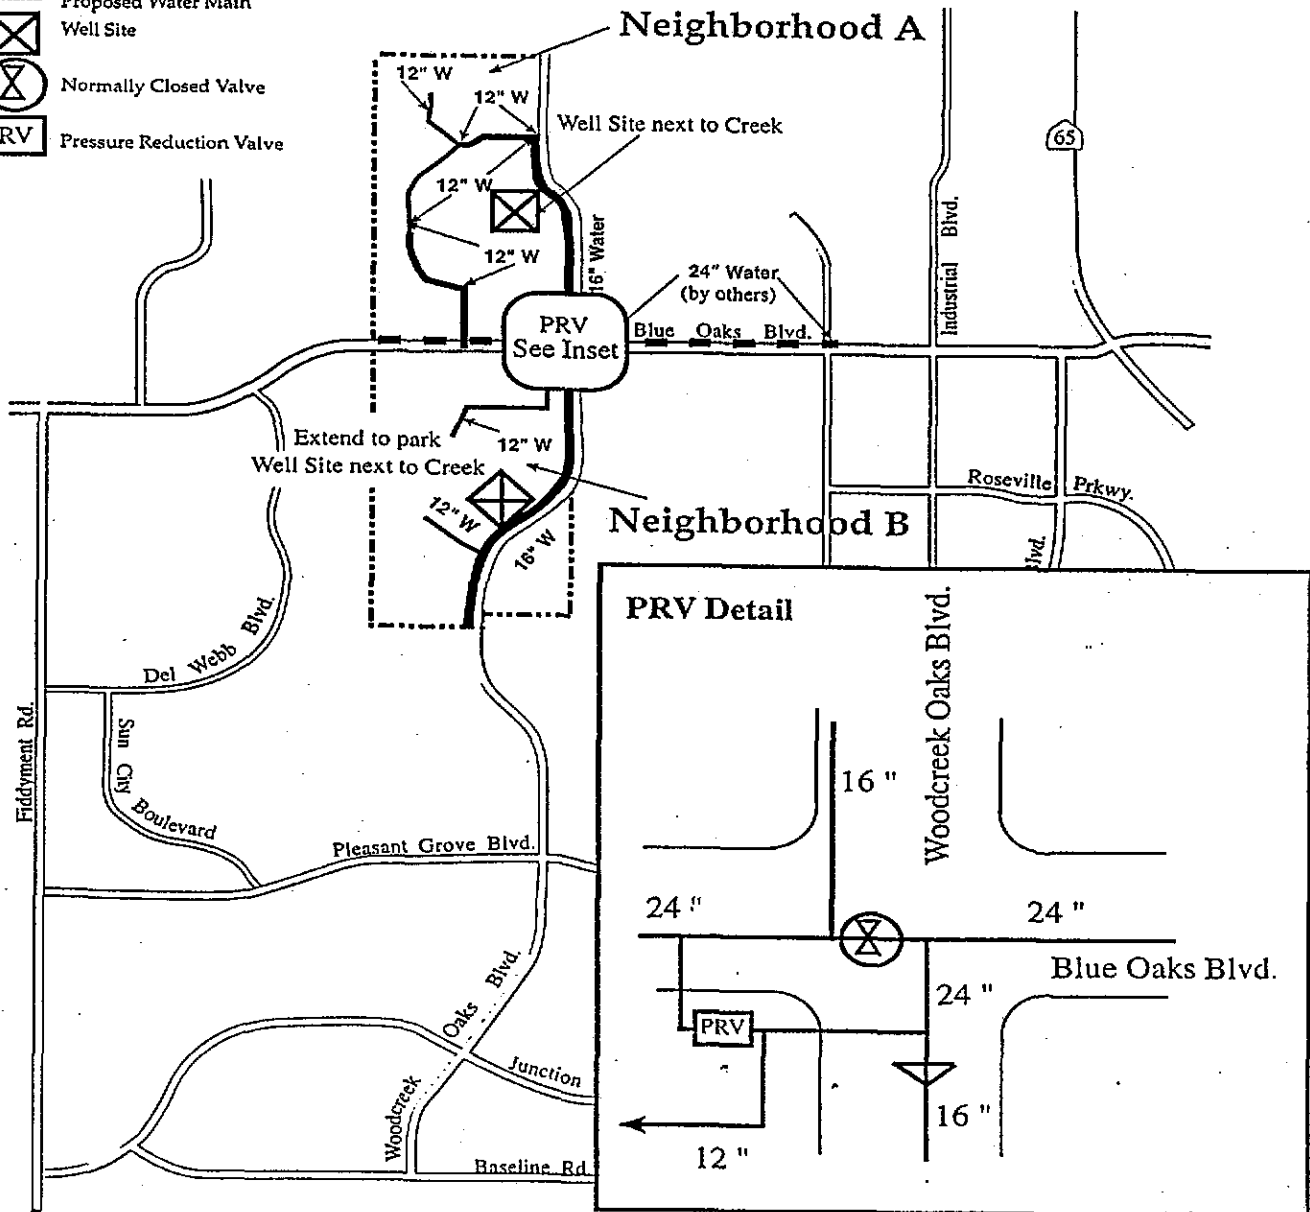 Proposed Water Main
Well Site
Normally Closed Valve
RV
Pressure Reduction Valve
Neighborhood A
12" W
12" W
Well Site next to Creek
65
12" W
12" W
16" Water
24" Water
(by others)
Industrial Blvd.
PRV
See Inset
Blue Oaks Blvd.
Extend to park
12" W
Well Site next to Creek
12" W
16" W
Neighborhood B
Roseville Prkwy.
lvd.
Del Webb Blvd.
Sun City Boulevard
Fiddyment Rd.
Pleasant Grove Blvd.
Woodcreek Oaks Blvd.
Junction
Baseline Rd
PRV Detail
Woodcreek Oaks Blvd.
16 "
24 "
24 "
Blue Oaks Blvd.
24 "
PRV
16 "
12 "